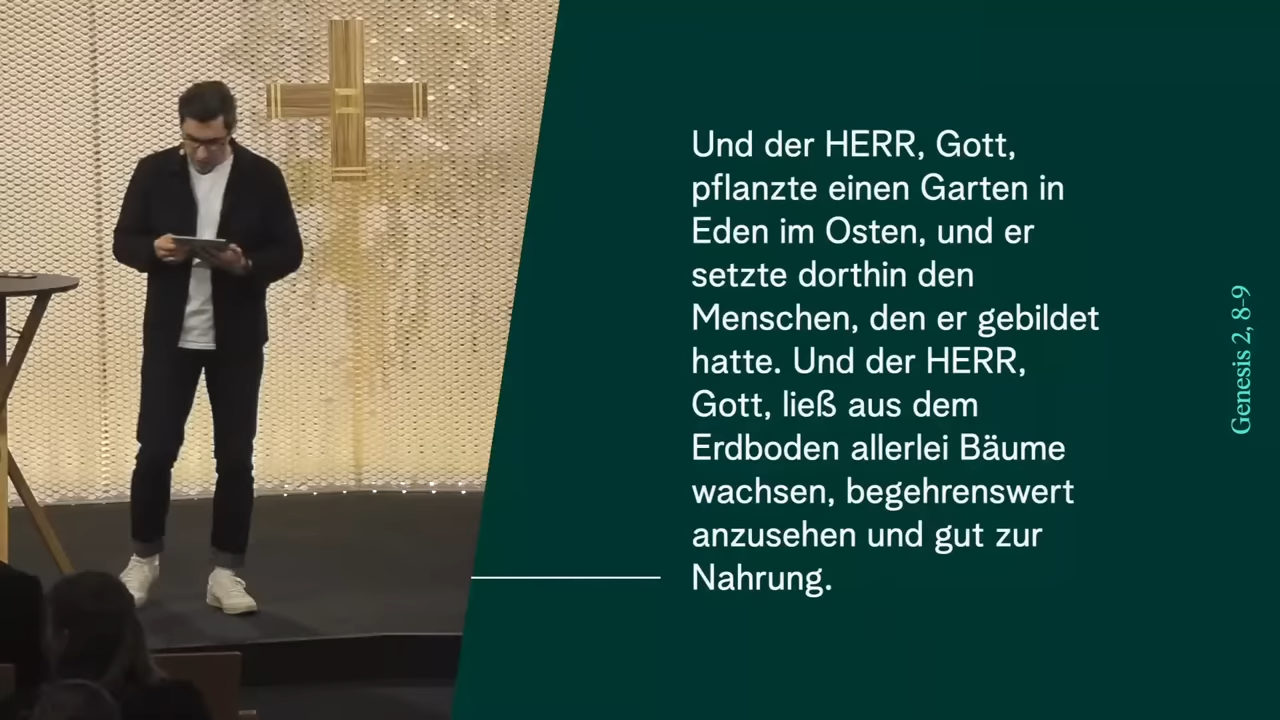 Und der HERR, Gott,
pflanzte einen Garten in
Eden im Osten, und er
setzte dorthin den
Menschen, den er gebildet
hatte. Und der HERR,
Gott, ließ aus dem
Erdboden allerlei Bäume
wachsen, begehrenswert
anzusehen und gut zur
Nahrung.
Genesis 2, 8-9